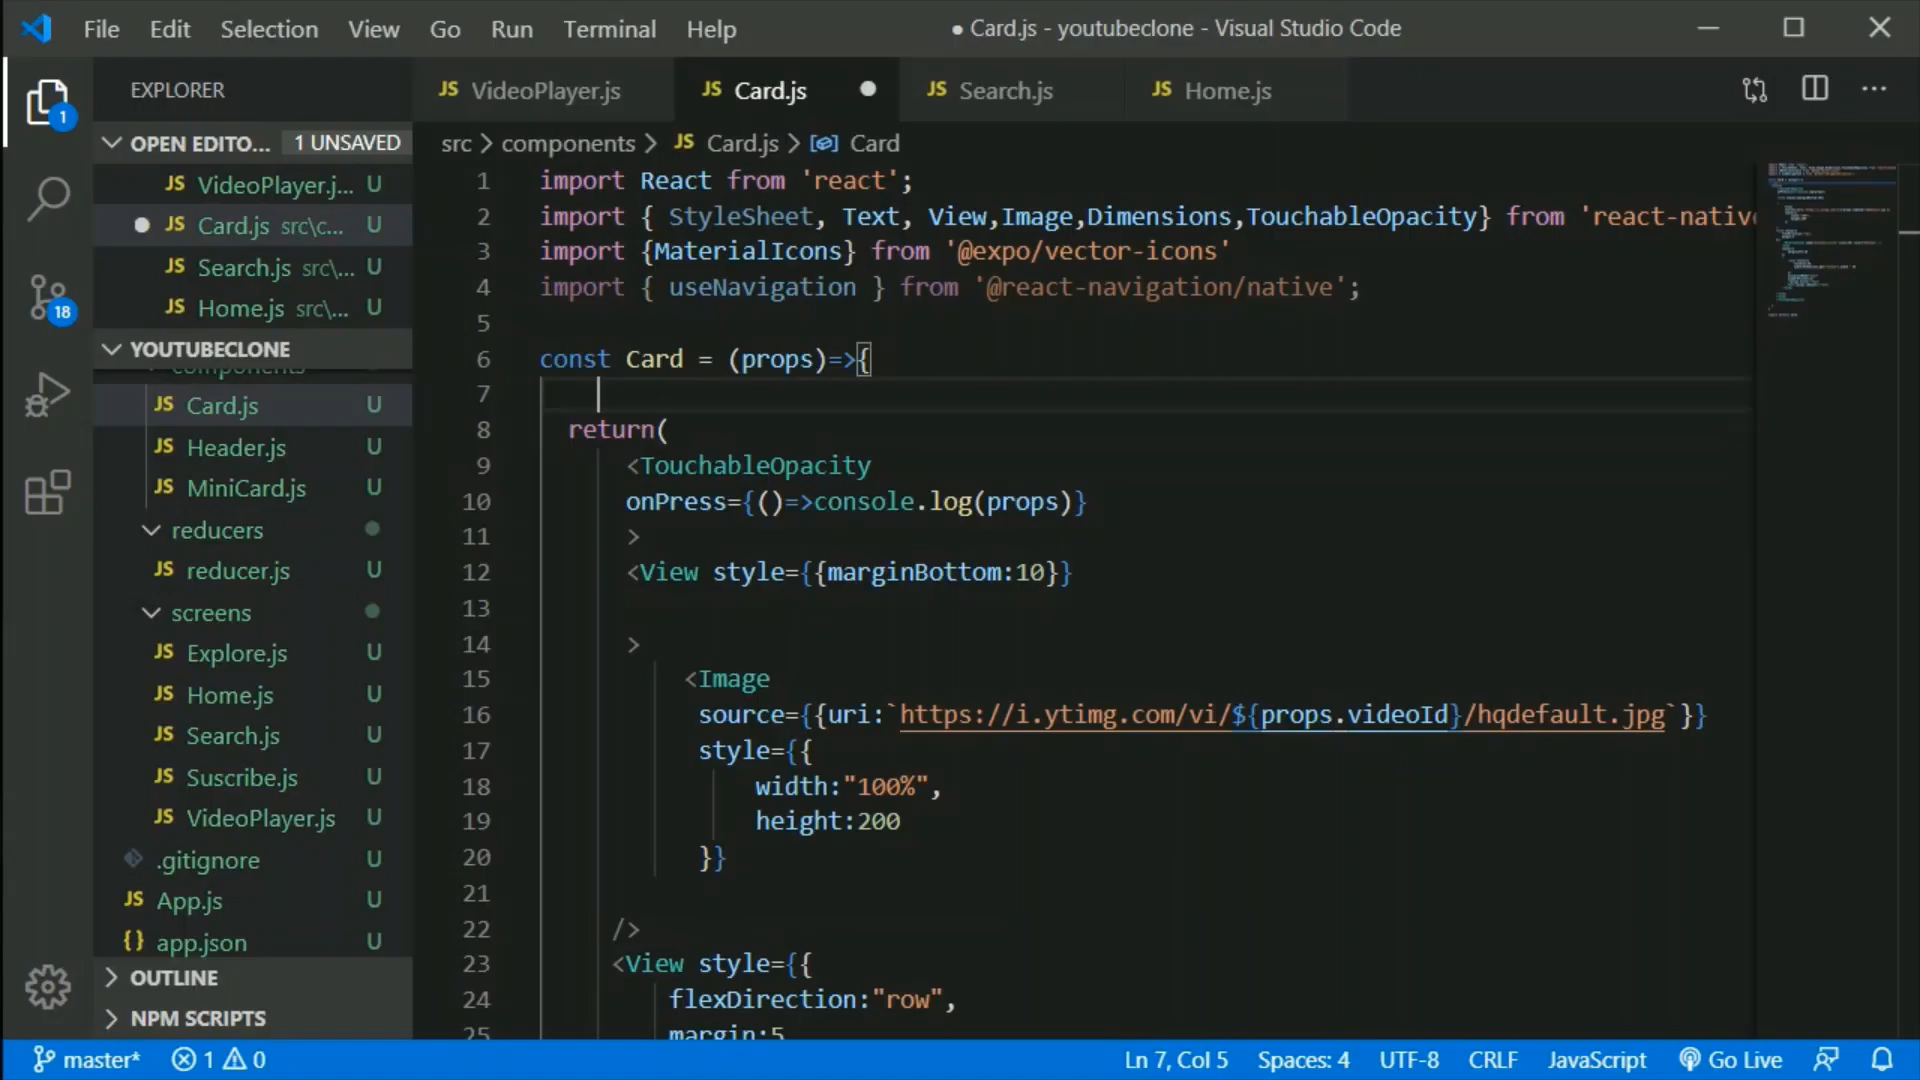 File Edit Selection View Go Run Terminal Help
● Card.js - youtubeclone - Visual Studio Code
EXPLORER
JS VideoPlayer.js
JS Card.js
JS Search.js
JS Home.js
OPEN EDITO... 1 UNSAVED
JS VideoPlayer.j... U
JS Card.js src\c... U
JS Search.js src\... U
JS Home.js src\... U
YOUTUBECLONE
components
JS Card.js U
JS Header.js U
JS MiniCard.js U
reducers
JS reducer.js U
screens
JS Explore.js U
JS Home.js U
JS Search.js U
JS Suscribe.js U
JS VideoPlayer.js U
.gitignore U
JS App.js U
{} app.json U
OUTLINE
NPM SCRIPTS
1
18
src > components > JS Card.js > Card
1 import React from 'react';
2 import { StyleSheet, Text, View,Image,Dimensions,TouchableOpacity} from 'react-native
3 import {MaterialIcons} from '@expo/vector-icons'
4 import { useNavigation } from '@react-navigation/native';
5
6 const Card = (props)=>{
7
8 return(
9 <TouchableOpacity
10 onPress={()=>console.log(props)}
11 >
12 <View style={{marginBottom:10}}
13
14 >
15 <Image
16 source={{uri:`https://i.ytimg.com/vi/${props.videoId}/hqdefault.jpg`}}
17 style={{
18 width:"100%",
19 height:200
20 }}
21
22 />
23 <View style={{
24 flexDirection:"row",
25 margin:5
master* 1 0
Ln 7, Col 5 Spaces: 4 UTF-8 CRLF JavaScript Go Live